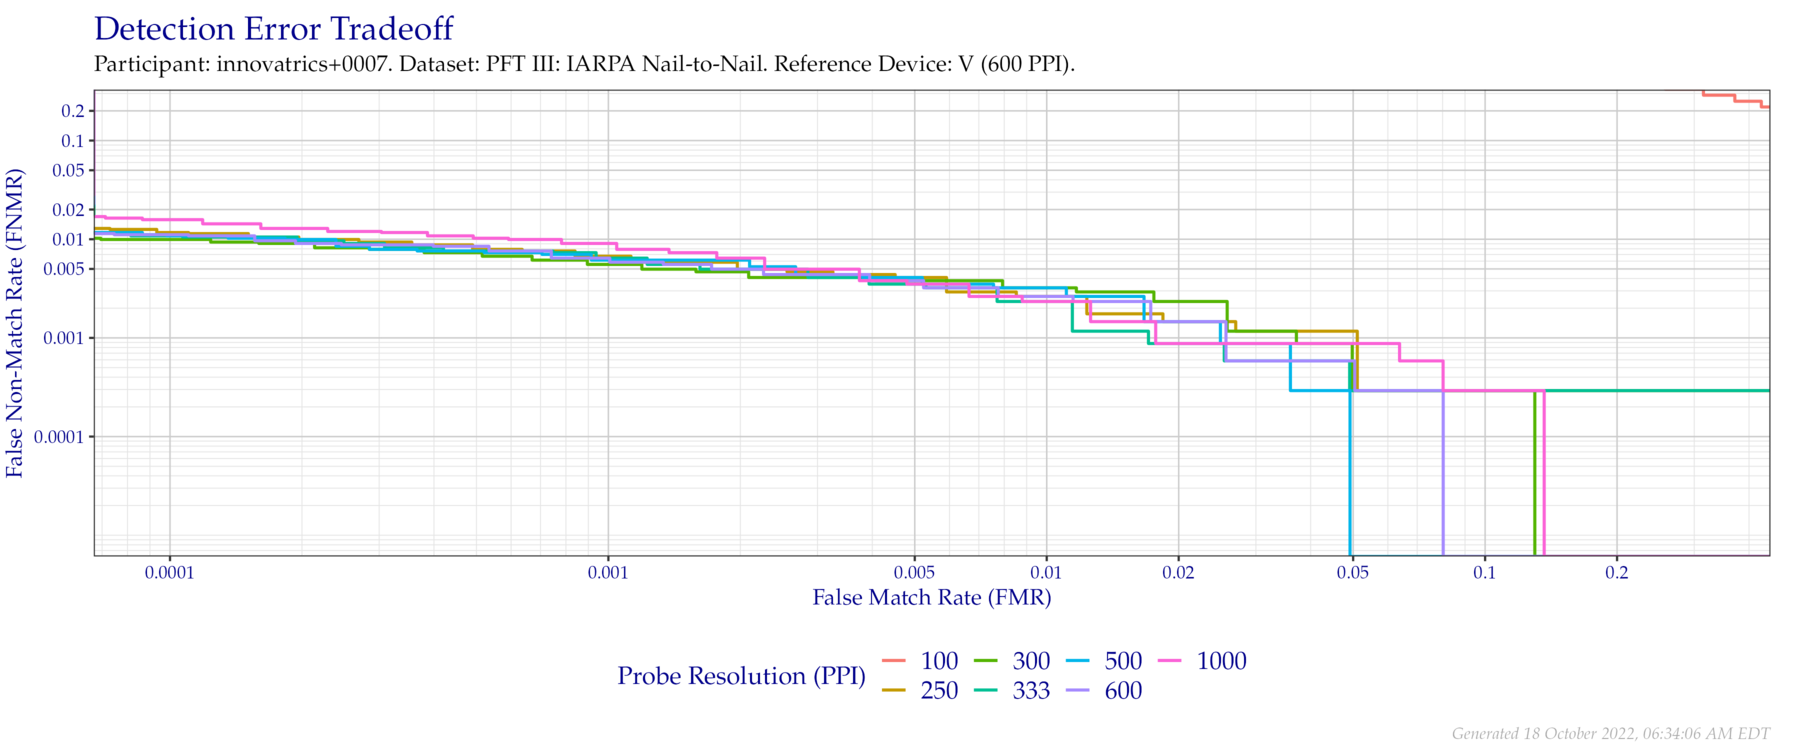 Detection Error Tradeoff
Participant: innovatrics+0007. Dataset: PFT III: IARPA Nail-to-Nail. Reference Device: V (600 PPI).
False Non-Match Rate (FNMR)
0.2
0.1
0.05
0.02
0.01
0.005
0.001
0.0001
0.0001 0.001 0.005 0.01 0.02 0.05 0.1 0.2
False Match Rate (FMR)
Probe Resolution (PPI)
100 300 500 1000
250 333 600
Generated 18 October 2022, 06:34:06 AM EDT